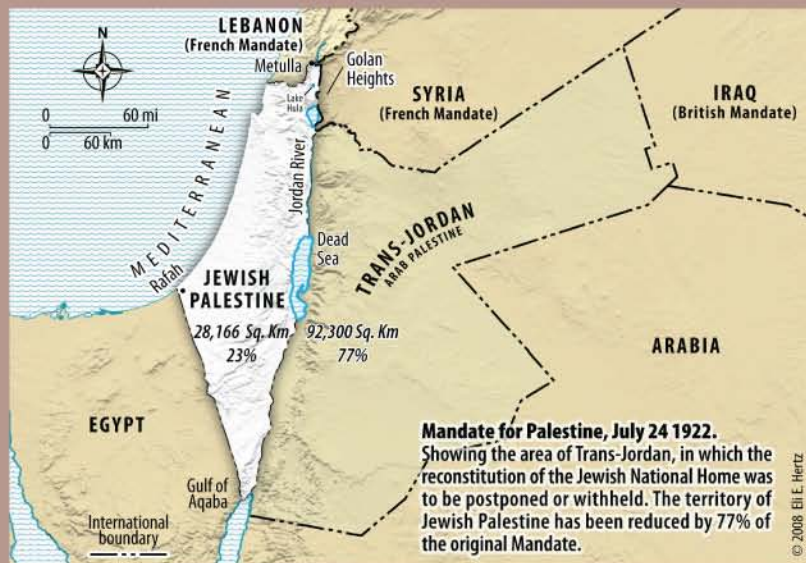 LEBANON
(French Mandate)
N
Metulla
Golan
Heights
Lake
Hula
SYRIA
(French Mandate)
IRAQ
(British Mandate)
0 60 mi
0 60 km
MEDITERRANEAN
Jordan River
TRANS-JORDAN
ARAB PALESTINE
Dead
Sea
Rafah
JEWISH
PALESTINE
28,166 Sq. Km
23%
92,300 Sq. Km
77%
ARABIA
EGYPT
Gulf of
Aqaba
International
boundary
Mandate for Palestine, July 24 1922.
Showing the area of Trans-Jordan, in which the
reconstitution of the Jewish National Home was
to be postponed or withheld. The territory of
Jewish Palestine has been reduced by 77% of
the original Mandate.
© 2008 Eli E. Hertz